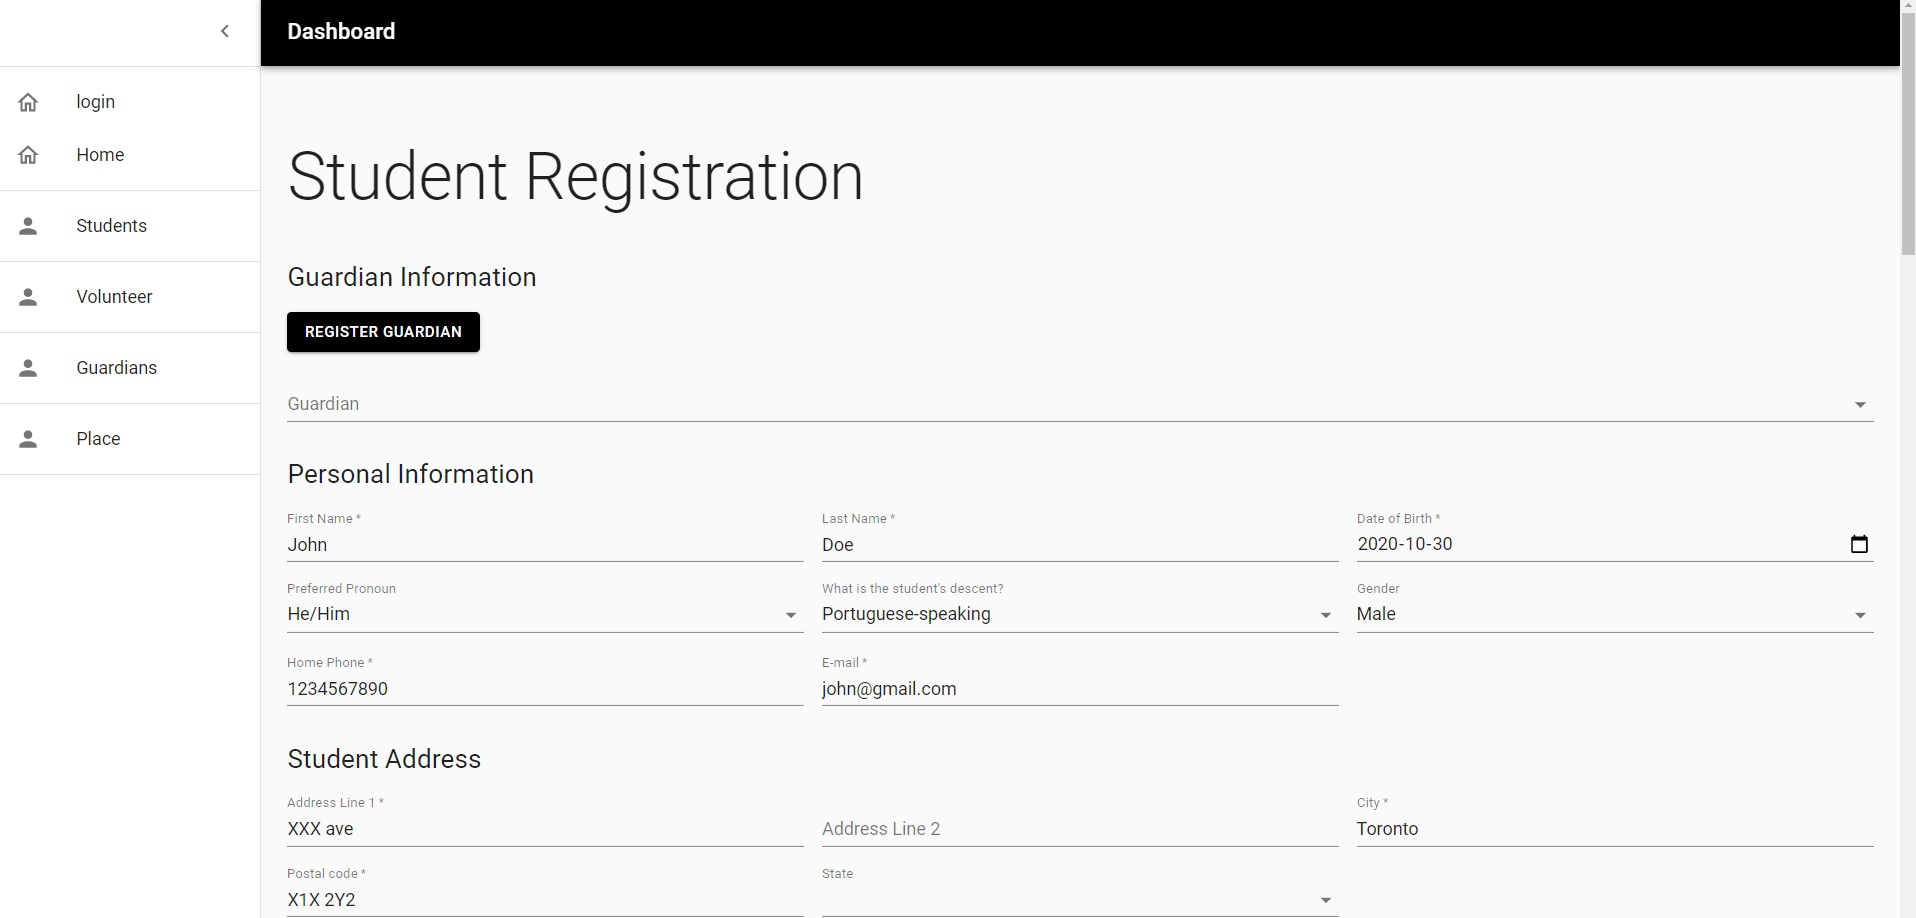 Dashboard
login
Home
Students
Volunteer
Guardians
Place
Student Registration
Guardian Information
REGISTER GUARDIAN
Guardian
Personal Information
First Name * Last Name * Date of Birth *
John Doe 2020-10-30
Preferred Pronoun What is the student's descent? Gender
He/Him Portuguese-speaking Male
Home Phone * E-mail *
1234567890 john@gmail.com
Student Address
Address Line 1 * City *
XXX ave Address Line 2 Toronto
Postal code * State
X1X 2Y2